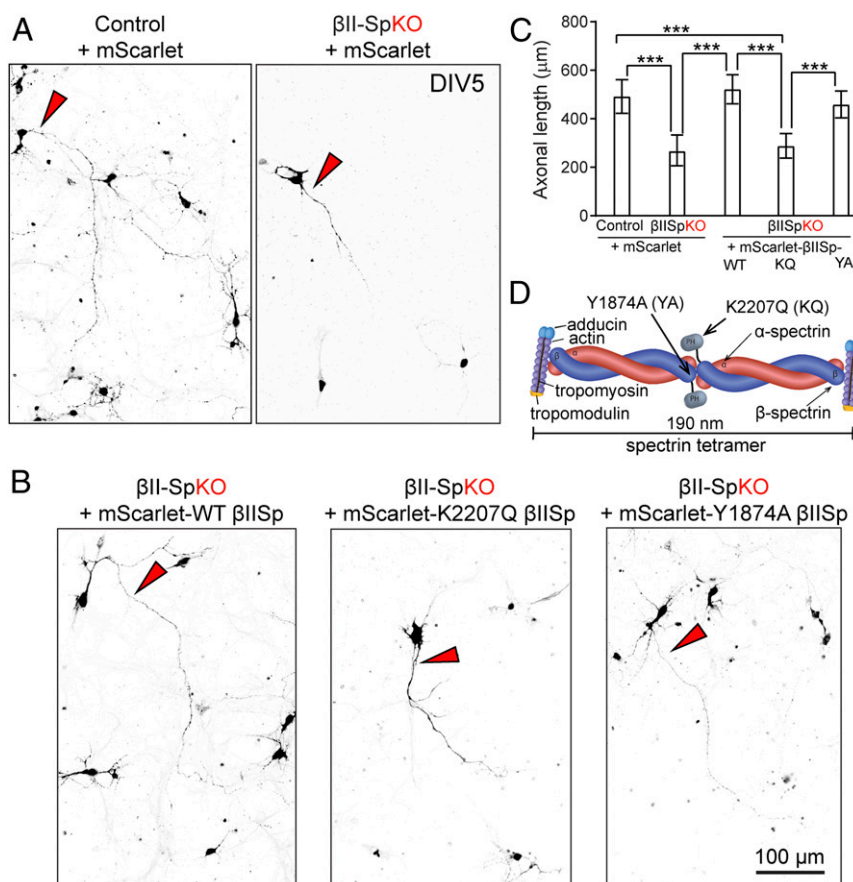 A
Control
+ mScarlet
βII-SpKO
+ mScarlet
DIV5
C
Axonal length (μm)
800
600
400
200
0
***
***
***
***
***
Control βIISpKO
+ mScarlet
βIISpKO
+ mScarlet-βIISp-
WT KQ YA
D
Y1874A (YA)
K2207Q (KQ)
adducin
actin
α-spectrin
PH
β
α
α
β
PH
tropomyosin
tropomodulin
β-spectrin
190 nm
spectrin tetramer
B
βII-SpKO
+ mScarlet-WT βIISp
βII-SpKO
+ mScarlet-K2207Q βIISp
βII-SpKO
+ mScarlet-Y1874A βIISp
100 μm